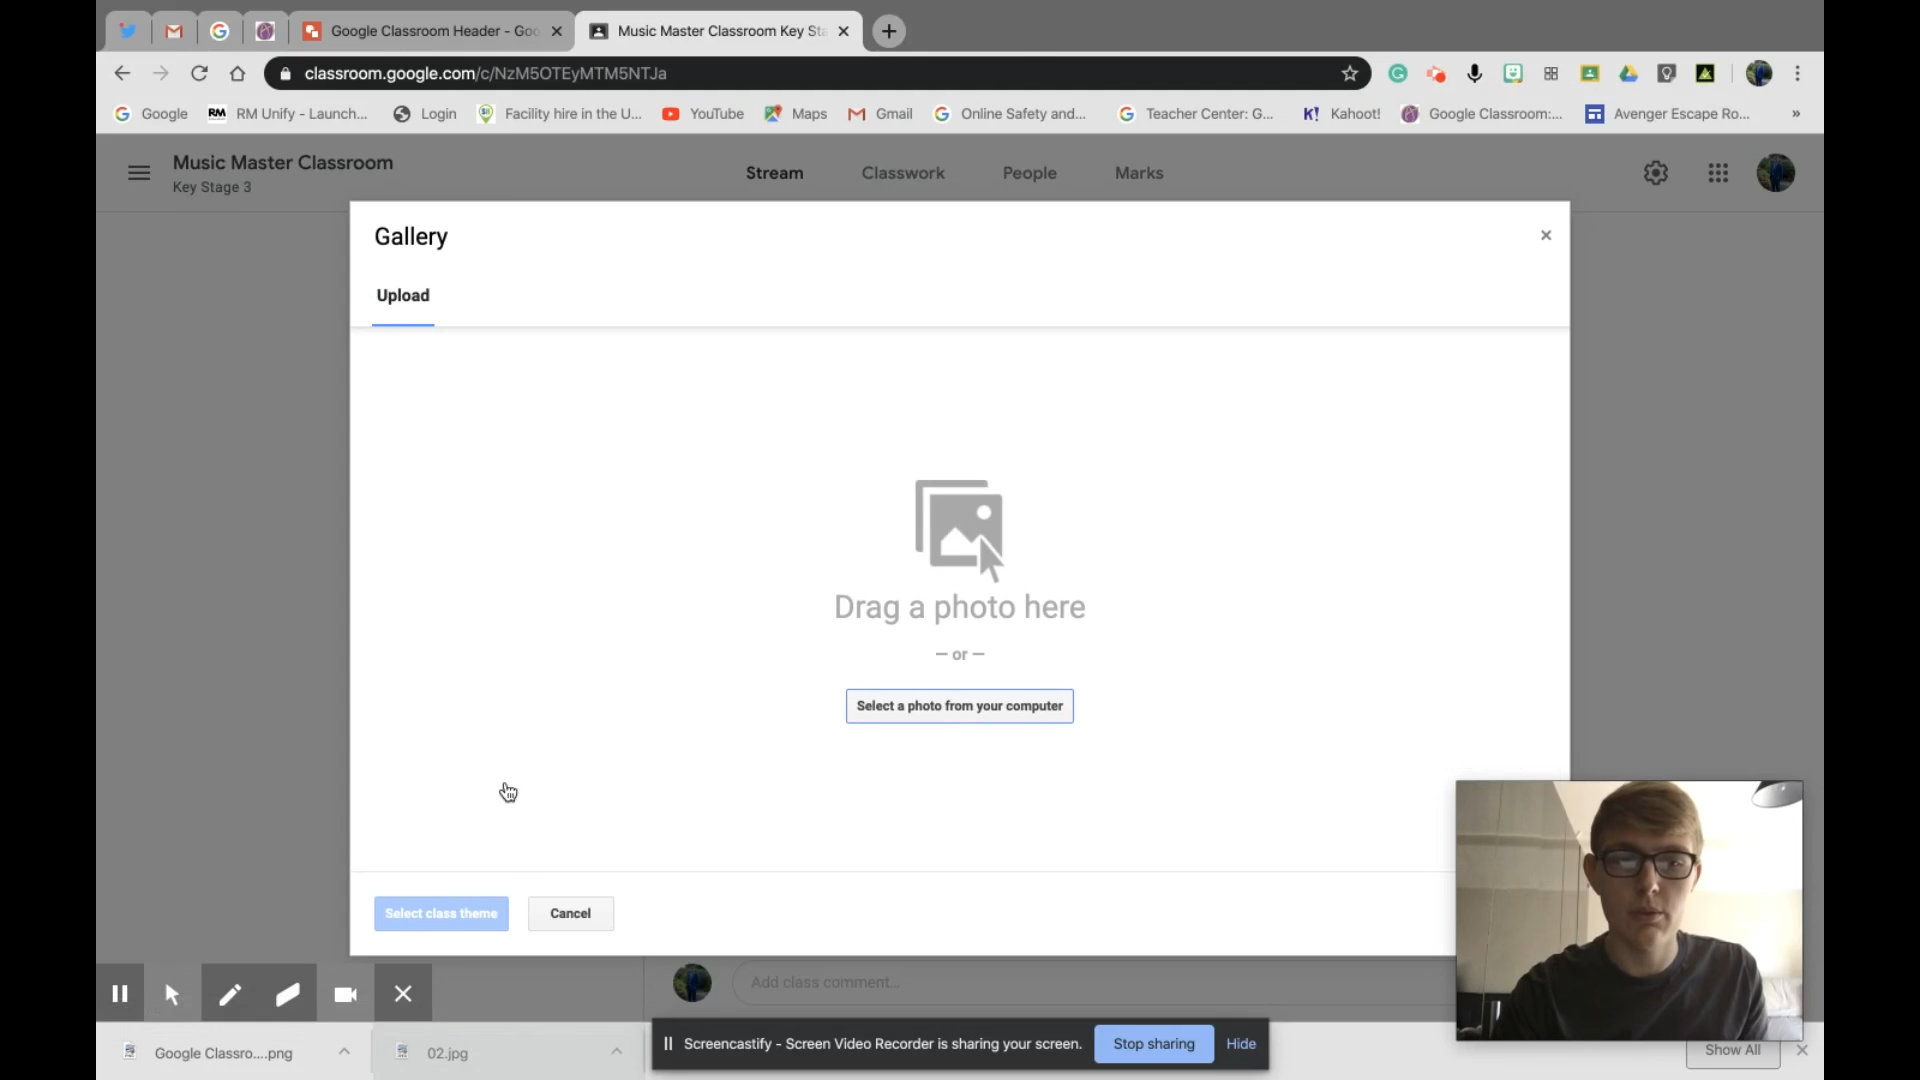 Google Classroom Header - Goo
Music Master Classroom Key Sta
classroom.google.com/c/NzM5OTEyMTM5NTJa
Google
RM Unify - Launch...
Login
Facility hire in the U...
YouTube
Maps
Gmail
Online Safety and...
Teacher Center: G...
K! Kahoot!
Google Classroom:...
Avenger Escape Ro...
»
Music Master Classroom
Key Stage 3
Stream
Classwork
People
Marks
Gallery
Upload
Drag a photo here
— or —
Select a photo from your computer
Select class theme
Cancel
Add class comment...
Google Classro....png
02.jpg
Screencastify - Screen Video Recorder is sharing your screen.
Stop sharing
Hide
Show All